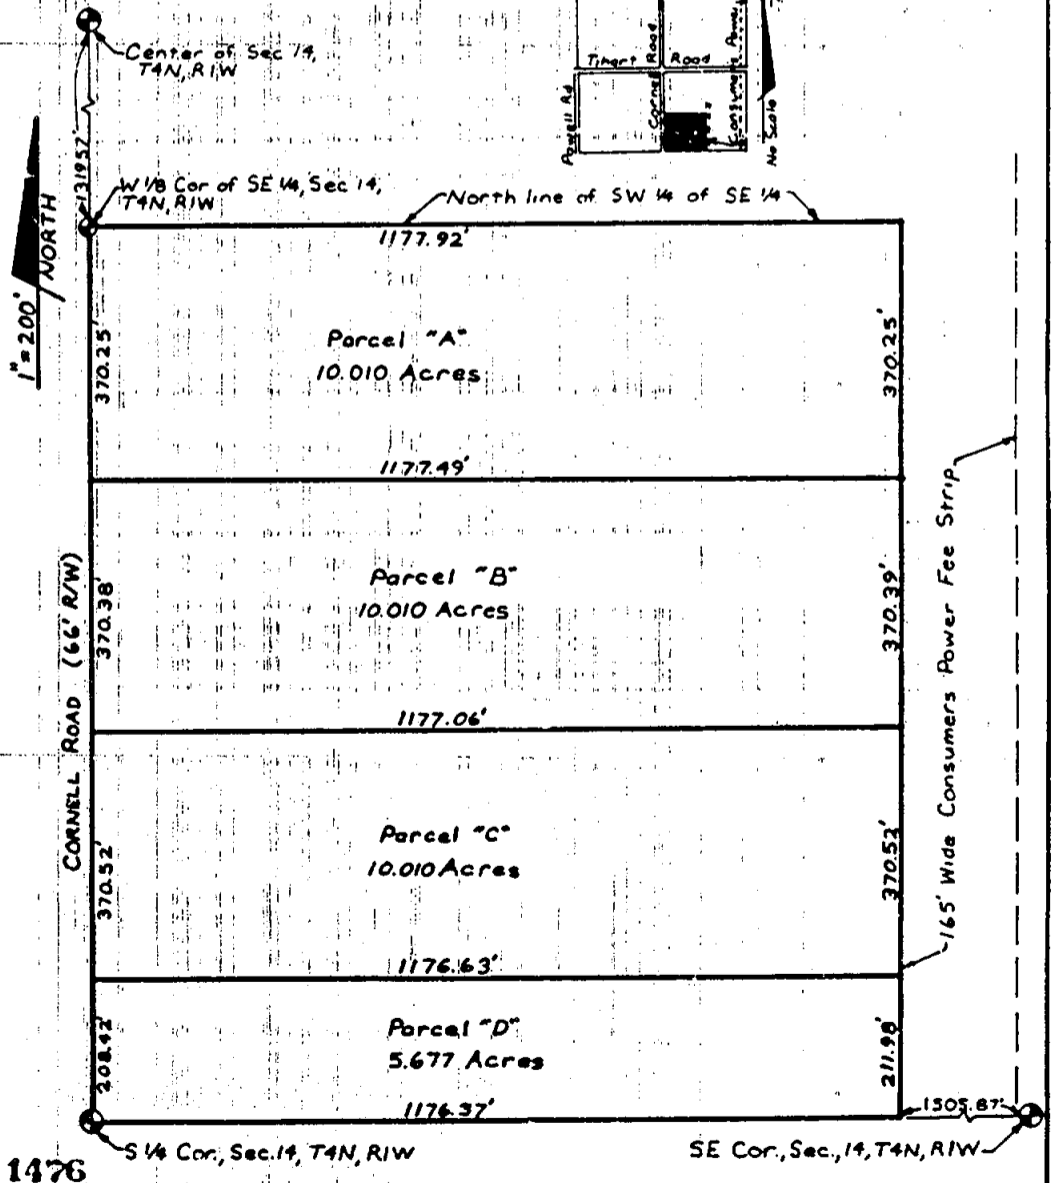 Center of Sec 14,
T4N, R1W
Tihart Road
Road
Powell Rd
Cornel
Consumers Power
No Scale
1319.57'
W 1/8 Cor of SE 1/4, Sec 14,
T4N, R1W
North line of SW 1/4 of SE 1/4
1"=200'
NORTH
1177.92'
370.25'
Parcel "A"
10.010 Acres
370.25'
1177.49'
CORNELL ROAD (66' R/W)
370.38'
Parcel "B"
10.010 Acres
370.39'
165' Wide Consumers Power Fee Strip
1177.06'
370.52'
Parcel "C"
10.010 Acres
370.52'
1176.63'
208.42'
Parcel "D"
5.677 Acres
211.98'
1176.37'
1305.87'
S 1/4 Cor., Sec. 14, T4N, R1W
SE Cor., Sec., 14, T4N, R1W
1476